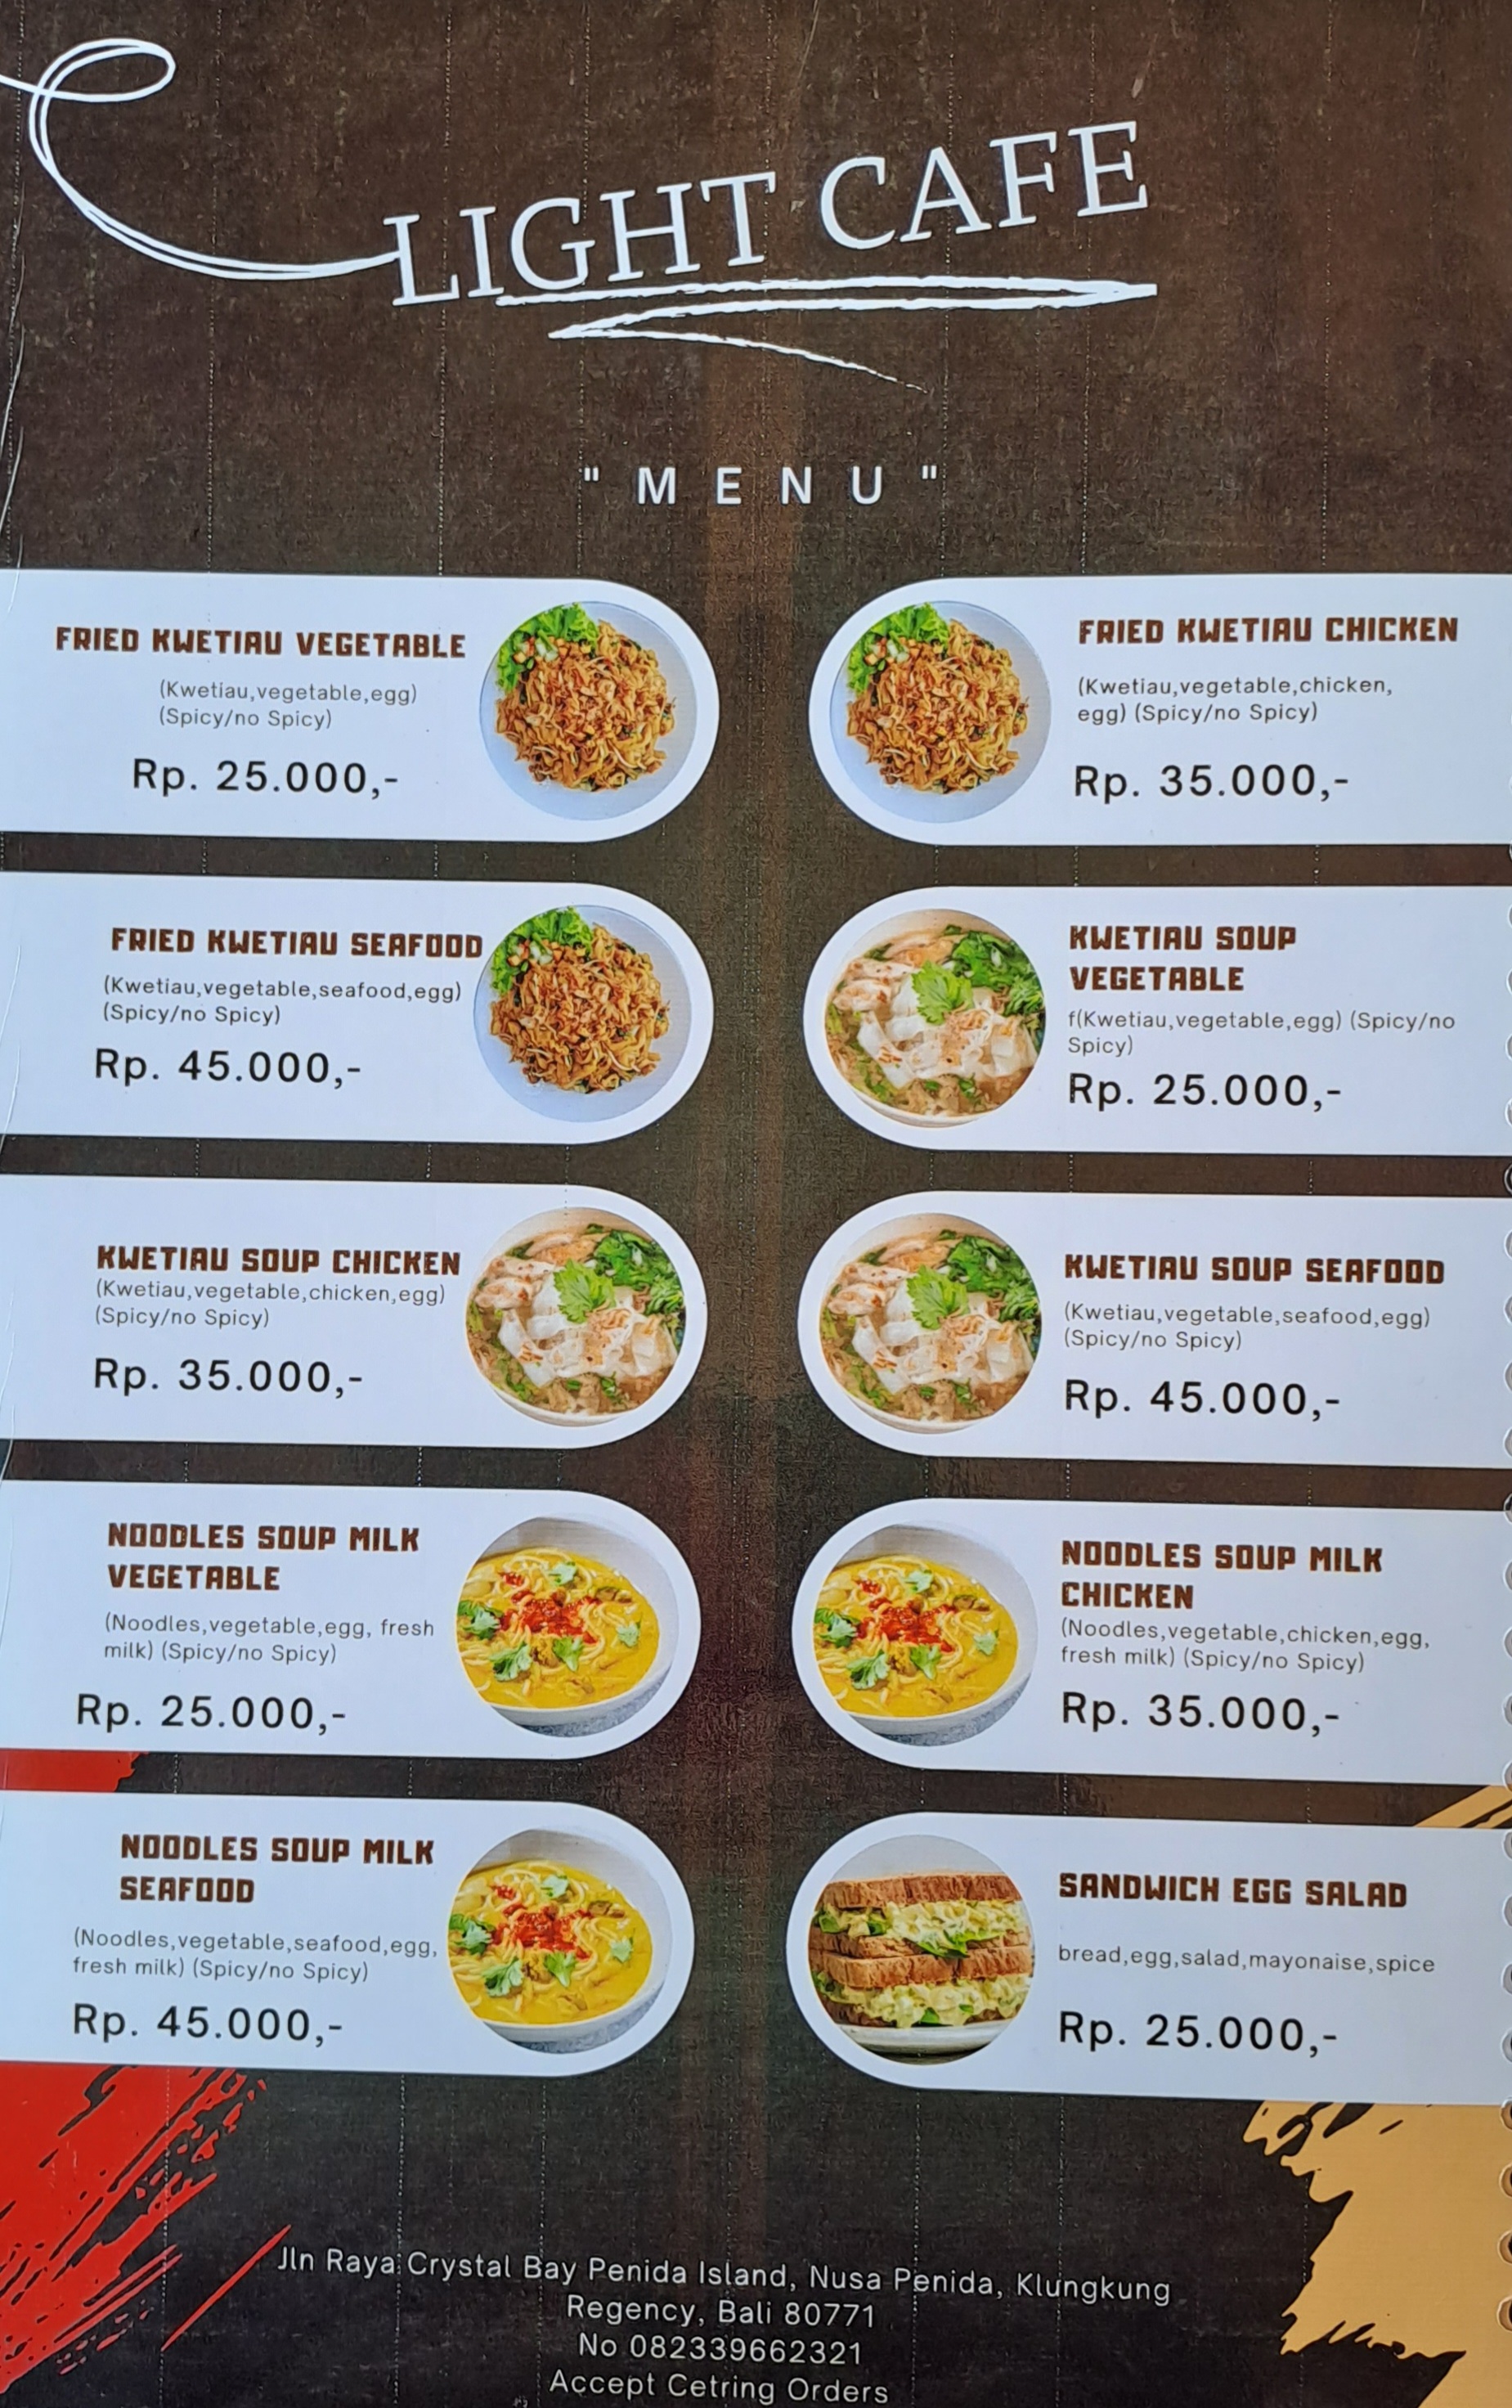 LIGHT CAFE
" M E N U "
FRIED KWETIAU VEGETABLE
(Kwetiau,vegetable,egg)
(Spicy/no Spicy)
Rp. 25.000,-
FRIED KWETIAU CHICKEN
(Kwetiau,vegetable,chicken,
egg) (Spicy/no Spicy)
Rp. 35.000,-
FRIED KWETIAU SEAFOOD
(Kwetiau,vegetable,seafood,egg)
(Spicy/no Spicy)
Rp. 45.000,-
KWETIAU SOUP
VEGETABLE
f(Kwetiau,vegetable,egg) (Spicy/no
Spicy)
Rp. 25.000,-
KWETIAU SOUP CHICKEN
(Kwetiau,vegetable,chicken,egg)
(Spicy/no Spicy)
Rp. 35.000,-
KWETIAU SOUP SEAFOOD
(Kwetiau,vegetable,seafood,egg)
(Spicy/no Spicy)
Rp. 45.000,-
NOODLES SOUP MILK
VEGETABLE
(Noodles,vegetable,egg, fresh
milk) (Spicy/no Spicy)
Rp. 25.000,-
NOODLES SOUP MILK
CHICKEN
(Noodles,vegetable,chicken,egg,
fresh milk) (Spicy/no Spicy)
Rp. 35.000,-
NOODLES SOUP MILK
SEAFOOD
(Noodles,vegetable,seafood,egg,
fresh milk) (Spicy/no Spicy)
Rp. 45.000,-
SANDWICH EGG SALAD
bread,egg,salad,mayonaise,spice
Rp. 25.000,-
Jln Raya Crystal Bay Penida Island, Nusa Penida, Klungkung
Regency, Bali 80771
No 082339662321
Accept Cetring Orders